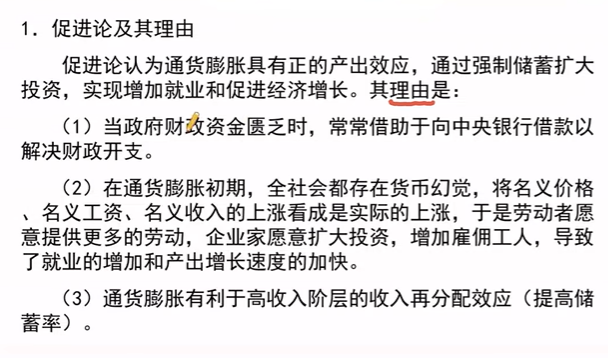 1．促进论及其理由
促进论认为通货膨胀具有正的产出效应，通过强制储蓄扩大
投资，实现增加就业和促进经济增长。其理由是：
（1）当政府财政资金匮乏时，常常借助于向中央银行借款以
解决财政开支。
（2）在通货膨胀初期，全社会都存在货币幻觉，将名义价格
、名义工资、名义收入的上涨看成是实际的上涨，于是劳动者愿
意提供更多的劳动，企业家愿意扩大投资，增加雇佣工人，导致
了就业的增加和产出增长速度的加快。
（3）通货膨胀有利于高收入阶层的收入再分配效应（提高储
蓄率）。